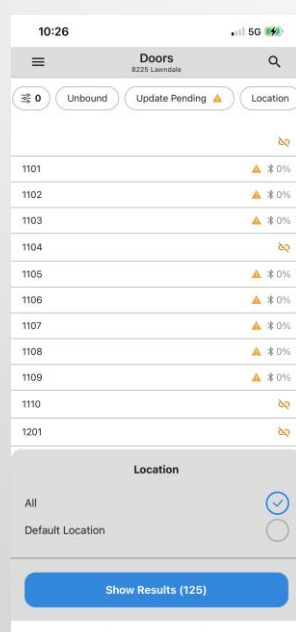 10:26
5G
Doors
8225 Lawndale
0
Unbound
Update Pending
Location
1101
0%
1102
0%
1103
0%
1104
1105
0%
1106
0%
1107
0%
1108
0%
1109
0%
1110
1201
Location
All
Default Location
Show Results (125)